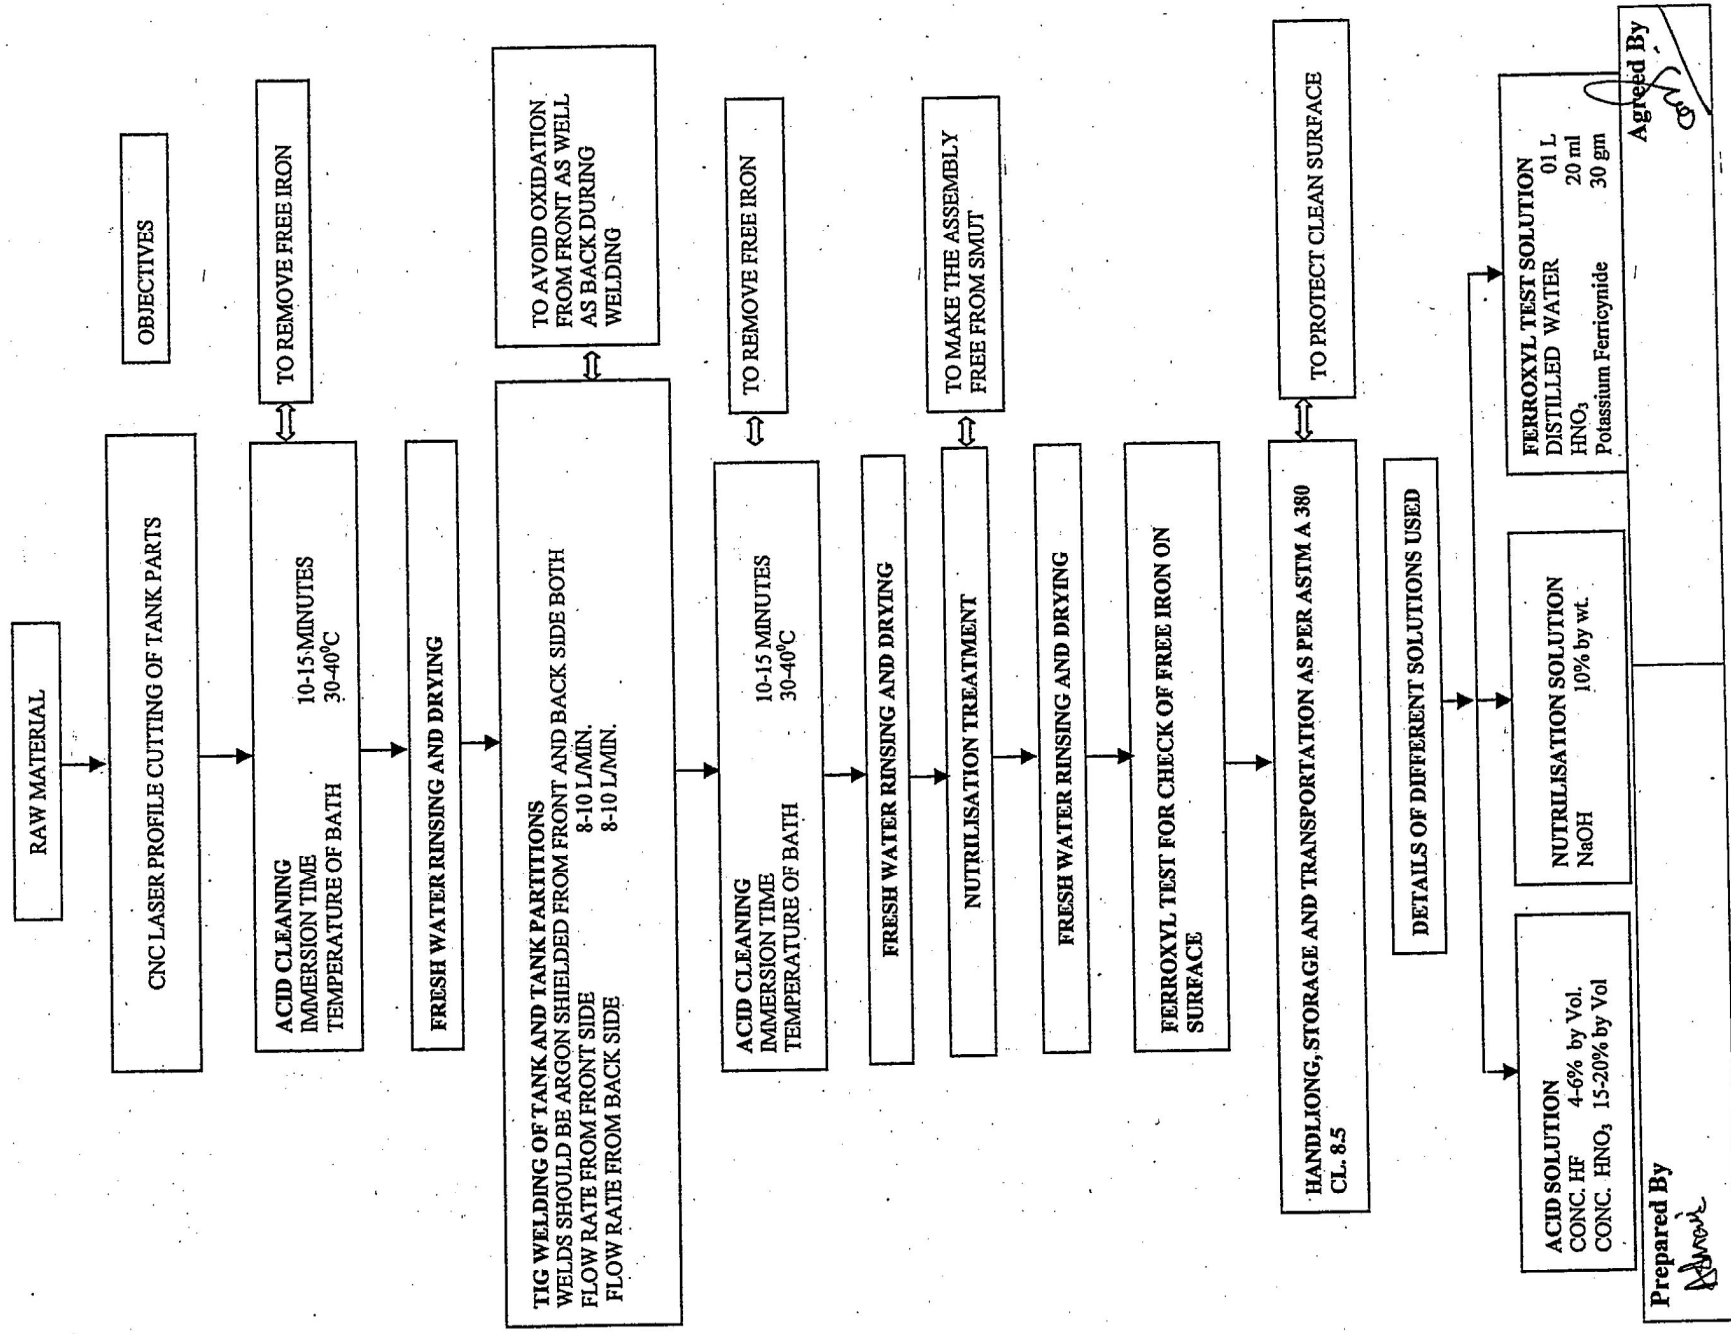 RAW MATERIAL
CNC LASER PROFILE CUTTING OF TANK PARTS
OBJECTIVES
ACID CLEANING
IMMERSION TIME 10-15 MINUTES
TEMPERATURE OF BATH 30-40⁰C
TO REMOVE FREE IRON
FRESH WATER RINSING AND DRYING
TIG WELDING OF TANK AND TANK PARTITIONS
WELDS SHOULD BE ARGON SHIELDED FROM FRONT AND BACK SIDE BOTH
FLOW RATE FROM FRONT SIDE 8-10 L/MIN.
FLOW RATE FROM BACK SIDE 8-10 L/MIN.
TO AVOID OXIDATION
FROM FRONT AS WELL
AS BACK DURING
WELDING
ACID CLEANING
IMMERSION TIME 10-15 MINUTES
TEMPERATURE OF BATH 30-40⁰C
TO REMOVE FREE IRON
FRESH WATER RINSING AND DRYING
NUTRILISATION TREATMENT
TO MAKE THE ASSEMBLY
FREE FROM SMUT
FRESH WATER RINSING AND DRYING
FERROXYL TEST FOR CHECK OF FREE IRON ON
SURFACE
HANDLIONG, STORAGE AND TRANSPORTATION AS PER ASTM A 380
CL. 8.5
TO PROTECT CLEAN SURFACE
DETAILS OF DIFFERENT SOLUTIONS USED
ACID SOLUTION
CONC. HF 4-6% by Vol.
CONC. HNO₃ 15-20% by Vol
NUTRILISATION SOLUTION
NaOH 10% by wt.
FERROXYL TEST SOLUTION
DISTILLED WATER 01 L
HNO₃ 20 ml
Potassium Ferricynide 30 gm
Prepared By
Agreed By